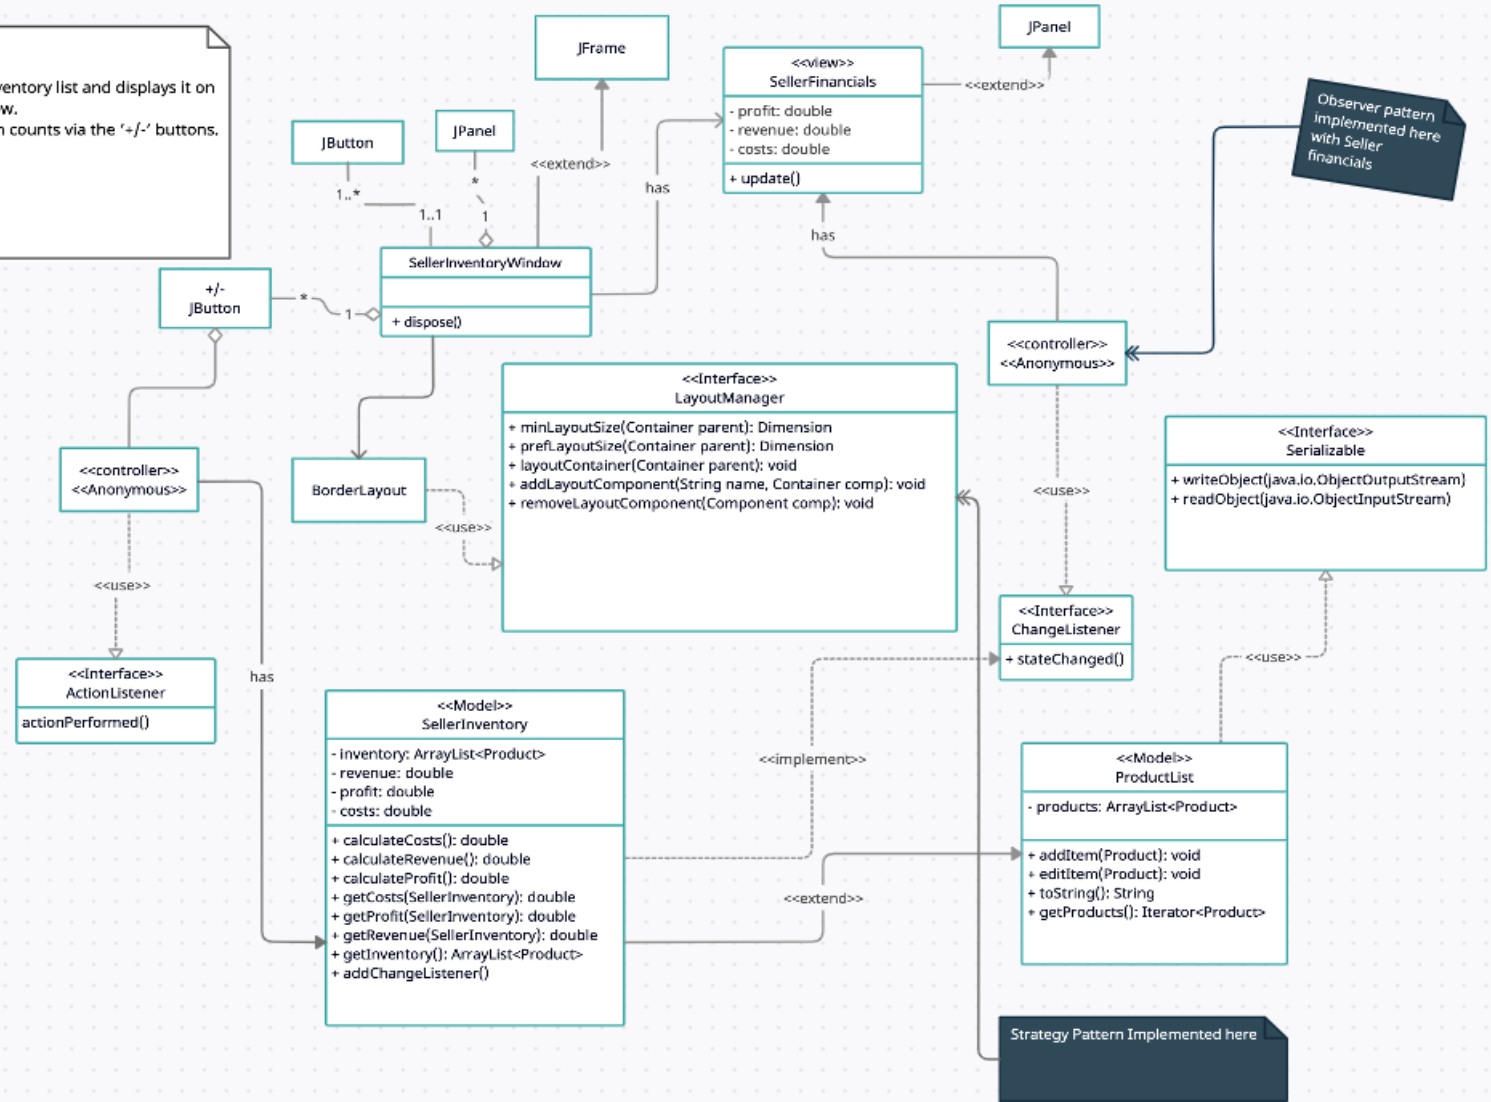 ventory list and displays it on
w.
n counts via the '+/-' buttons.
JFrame
JPanel
<<view>>
SellerFinancials
- profit: double
- revenue: double
- costs: double
+ update()
<<extend>>
Observer pattern
implemented here
with Seller
financials
JButton
JPanel
<<extend>>
has
*
1..*
1..1
1
has
SellerInventoryWindow
+ dispose()
+/-
JButton
*
1
<<controller>>
<<Anonymous>>
<<Interface>>
LayoutManager
+ minLayoutSize(Container parent): Dimension
+ prefLayoutSize(Container parent): Dimension
+ layoutContainer(Container parent): void
+ addLayoutComponent(String name, Container comp): void
+ removeLayoutComponent(Component comp): void
<<Interface>>
Serializable
+ writeObject(java.io.ObjectOutputStream)
+ readObject(java.io.ObjectInputStream)
<<controller>>
<<Anonymous>>
BorderLayout
<<use>>
<<use>>
<<use>>
<<Interface>>
ChangeListener
+ stateChanged()
<<use>>
<<Interface>>
ActionListener
actionPerformed()
has
<<Model>>
SellerInventory
- inventory: ArrayList<Product>
- revenue: double
- profit: double
- costs: double
+ calculateCosts(): double
+ calculateRevenue(): double
+ calculateProfit(): double
+ getCosts(SellerInventory): double
+ getProfit(SellerInventory): double
+ getRevenue(SellerInventory): double
+ getInventory(): ArrayList<Product>
+ addChangeListener()
<<implement>>
<<extend>>
<<Model>>
ProductList
- products: ArrayList<Product>
+ addItem(Product): void
+ editItem(Product): void
+ toString(): String
+ getProducts(): Iterator<Product>
Strategy Pattern Implemented here